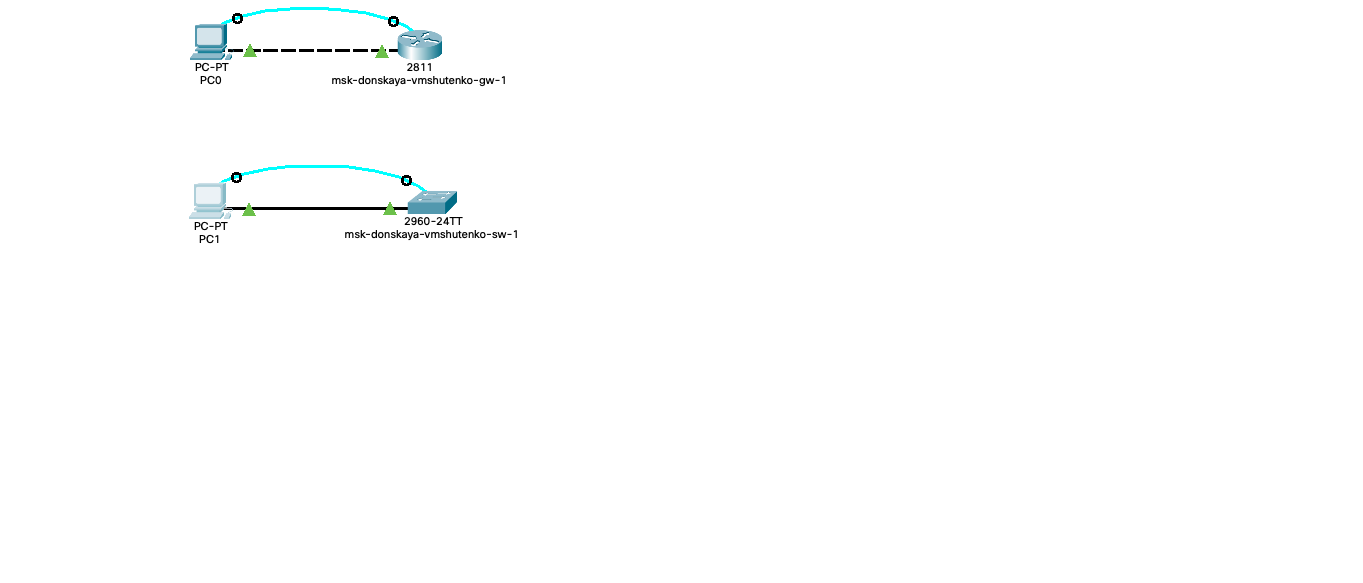 PC-PT
PC0
2811
msk-donskaya-vmshutenko-gw-1
PC-PT
PC1
2960-24TT
msk-donskaya-vmshutenko-sw-1